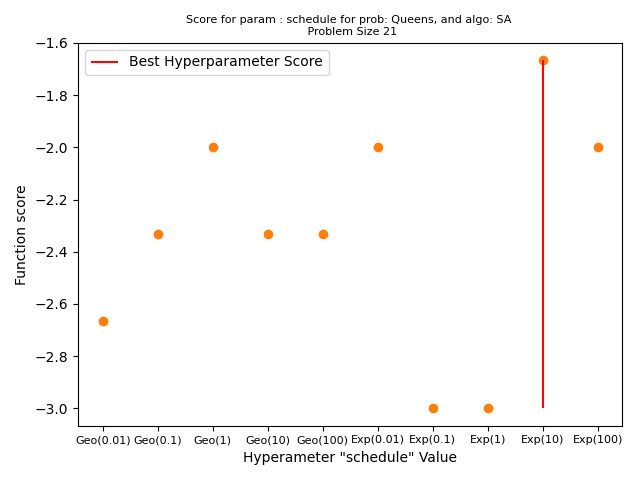 Score for param : schedule for prob: Queens, and algo: SA
Problem Size 21
Best Hyperparameter Score
Function score
−1.6
−1.8
−2.0
−2.2
−2.4
−2.6
−2.8
−3.0
Geo(0.01) Geo(0.1) Geo(1) Geo(10) Geo(100) Exp(0.01) Exp(0.1) Exp(1) Exp(10) Exp(100)
Hyperameter "schedule" Value